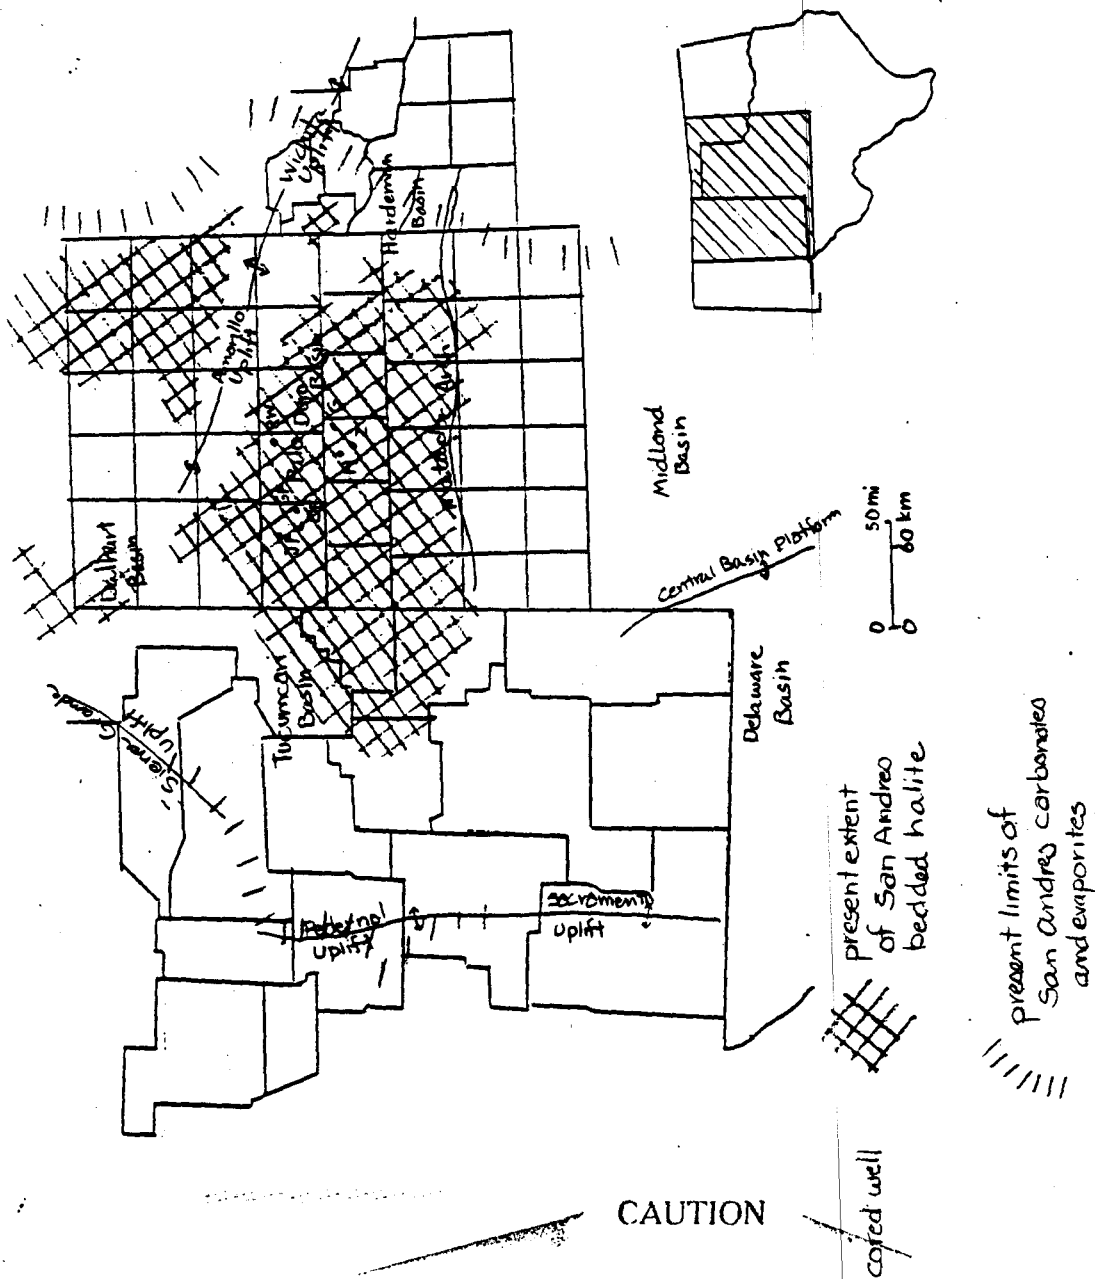 Wichita
Uplift
Hardeman
Basin
Amarillo
Uplift
Palo Duro
Basin
Matador Arch
Dalhart
Basin
Tucumcari
Basin
Sierra Grande
Uplift
Pedernal
Uplift
Sacramento
Uplift
Midland
Basin
Central Basin Platform
Delaware
Basin
0 50 mi
0 60 km
present extent
of San Andres
bedded halite
present limits of
San Andres carbonates
and evaporites
cored well
CAUTION